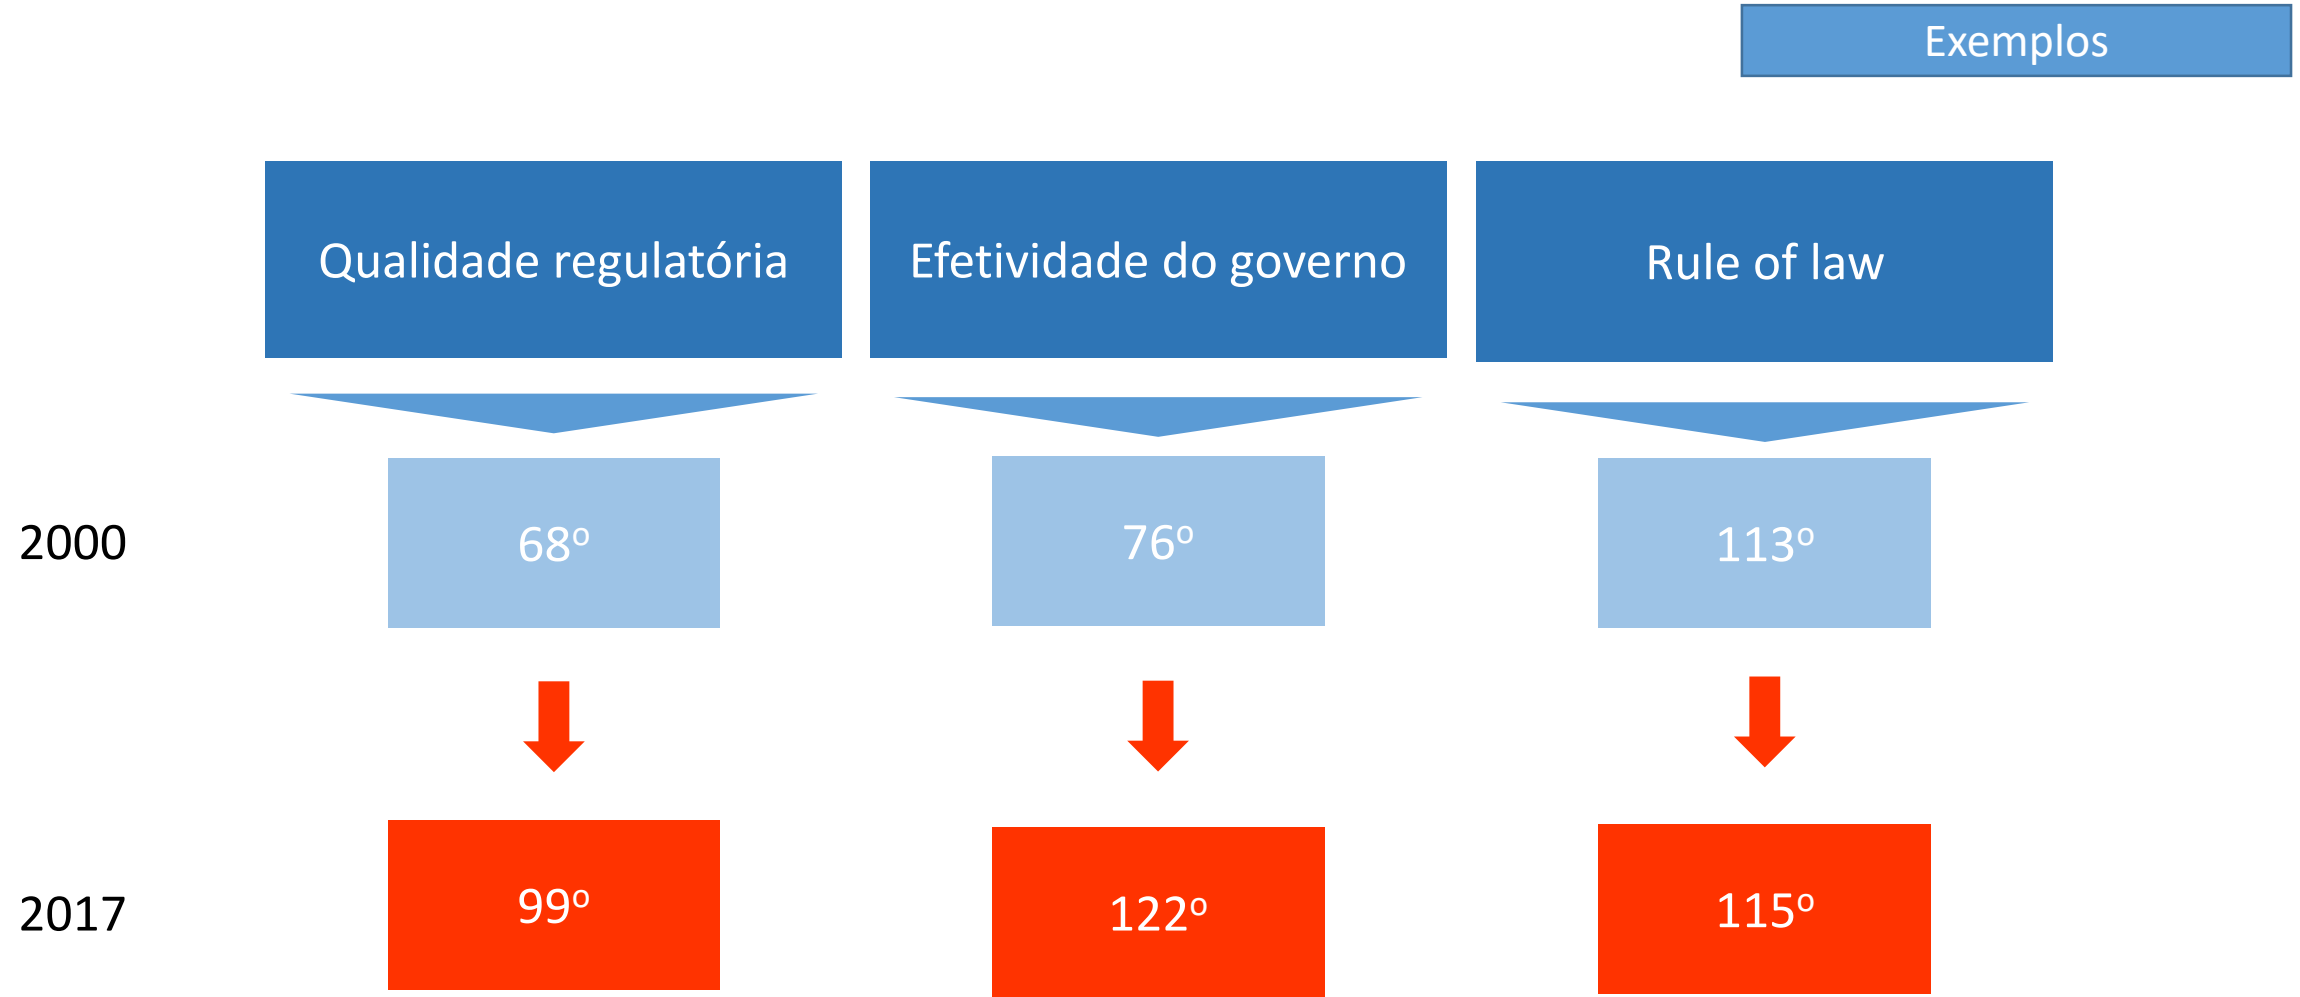 Exemplos
Qualidade regulatória
Efetividade do governo
Rule of law
2000
68º
76º
113º
2017
99º
122º
115º